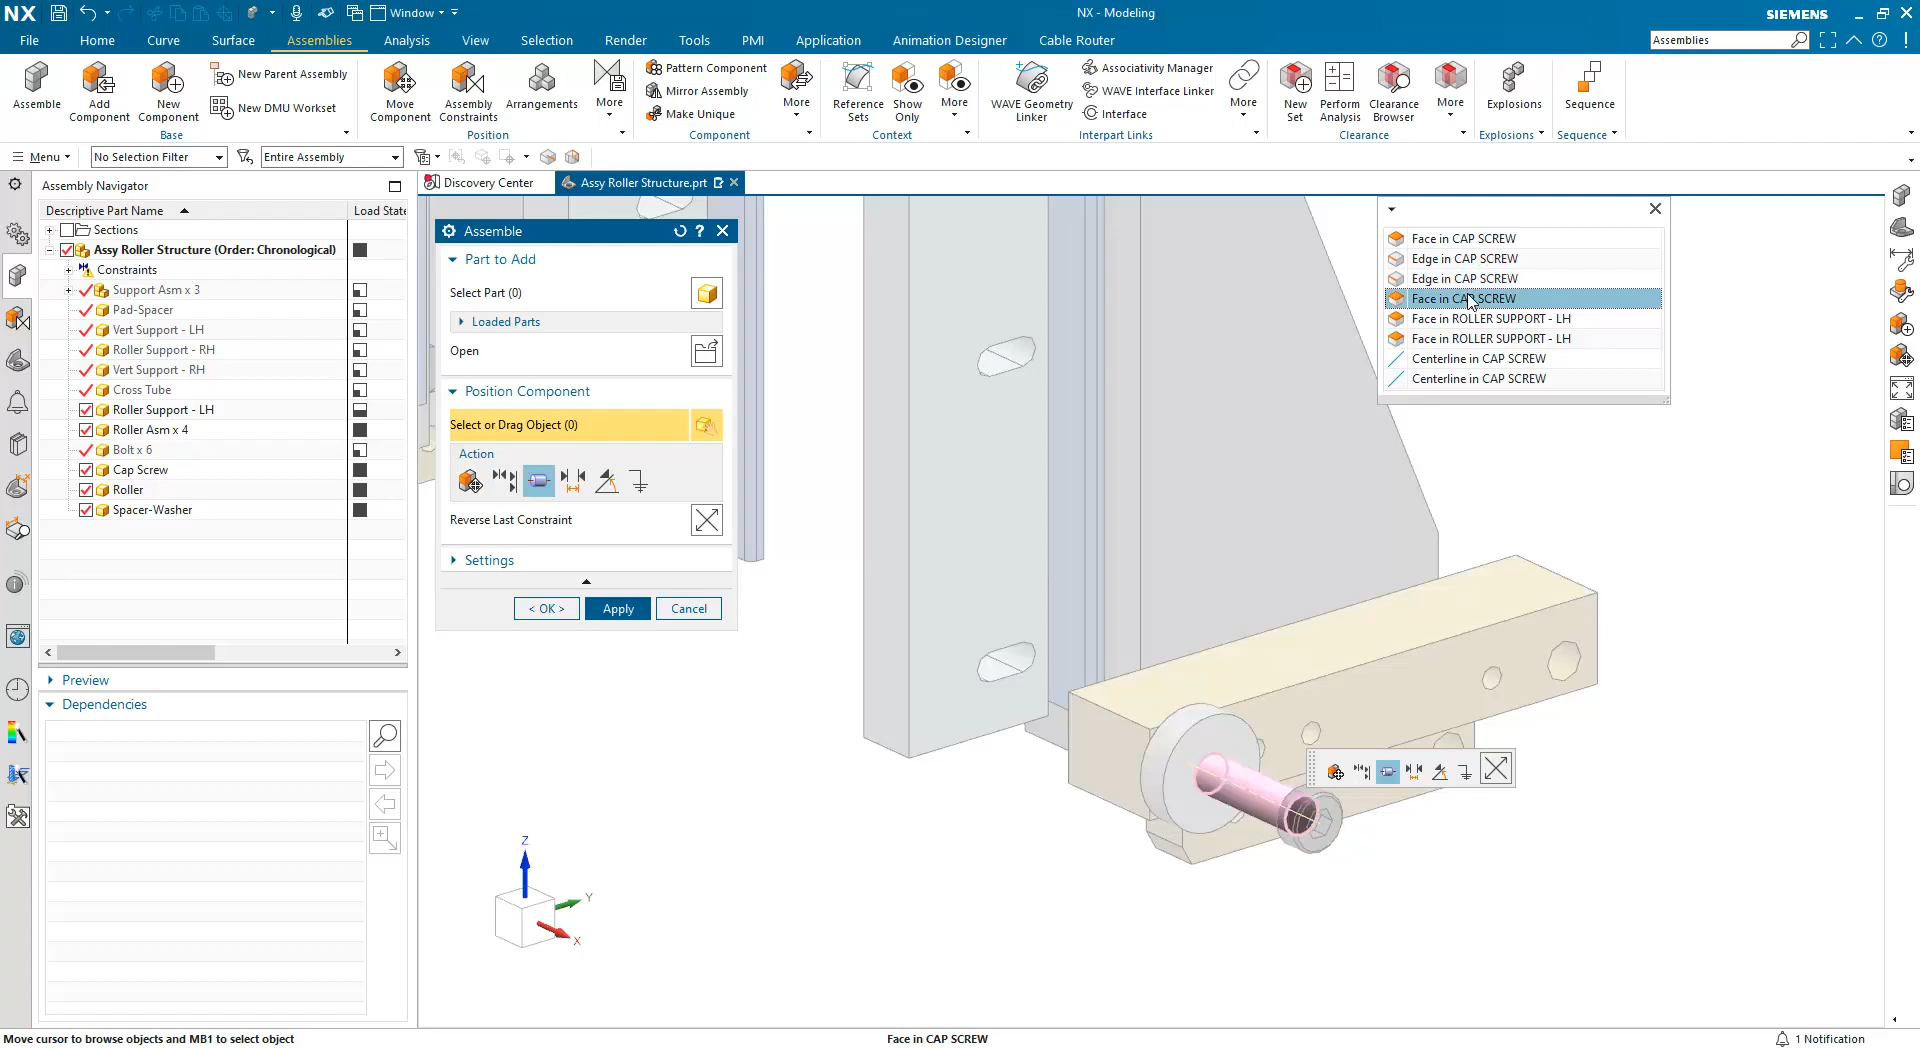 NX
Window
NX - Modeling
SIEMENS
File
Home
Curve
Surface
Assemblies
Analysis
View
Selection
Render
Tools
PMI
Application
Animation Designer
Cable Router
Assemblies
Assemble
Add Component
New Component
New Parent Assembly
New DMU Workset
Base
Move Component
Assembly Constraints
Arrangements
More
Position
Pattern Component
Mirror Assembly
Make Unique
More
Component
Reference Sets
Show Only
More
Context
WAVE Geometry Linker
Associativity Manager
WAVE Interface Linker
Interface
More
Interpart Links
New Set
Perform Analysis
Clearance Browser
More
Clearance
Explosions
Explosions
Sequence
Sequence
Menu
No Selection Filter
Entire Assembly
Assembly Navigator
Descriptive Part Name
Load State
Sections
Assy Roller Structure (Order: Chronological)
Constraints
Support Asm x 3
Pad-Spacer
Vert Support - LH
Roller Support - RH
Vert Support - RH
Cross Tube
Roller Support - LH
Roller Asm x 4
Bolt x 6
Cap Screw
Roller
Spacer-Washer
Preview
Dependencies
Discovery Center
Assy Roller Structure.prt
Assemble
Part to Add
Select Part (0)
Loaded Parts
Open
Position Component
Select or Drag Object (0)
Action
Reverse Last Constraint
Settings
< OK >
Apply
Cancel
Face in CAP SCREW
Edge in CAP SCREW
Edge in CAP SCREW
Face in CAP SCREW
Face in ROLLER SUPPORT - LH
Face in ROLLER SUPPORT - LH
Centerline in CAP SCREW
Centerline in CAP SCREW
Z
Y
X
Move cursor to browse objects and MB1 to select object
Face in CAP SCREW
1 Notification